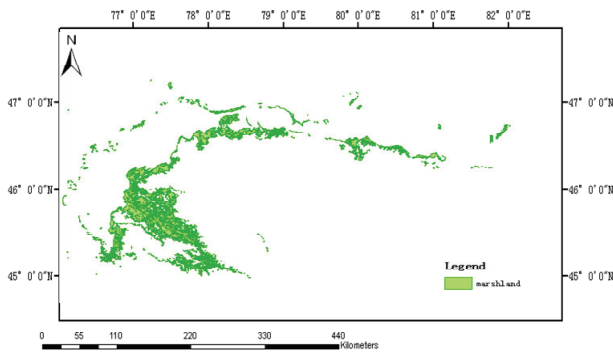 77° 0′0″E 78° 0′0″E 79° 0′0″E 80° 0′0″E 81° 0′0″E 82° 0′0″E
N
47° 0′0″N 47° 0′0″N
46° 0′0″N 46° 0′0″N
45° 0′0″N 45° 0′0″N
Legend
marshland
0 55 110 220 330 440
Kilometers